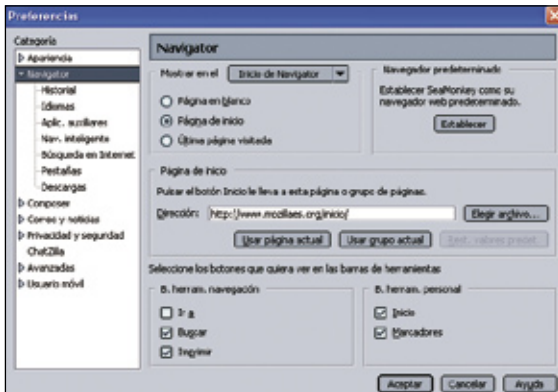 Preferencias
Categoría
Apariencia
Navigator
Historial
Idiomas
Aplic. auxiliares
Nav. inteligente
Búsqueda en Internet
Pestañas
Descargas
Composer
Correo y noticias
Privacidad y seguridad
ChatZilla
Avanzadas
Usuario móvil
Navigator
Mostrar en el
Inicio de Navigator
Página en blanco
Página de inicio
Última página visitada
Navegador predeterminado
Establecer SeaMonkey como su
navegador web predeterminado.
Establecer
Página de inicio
Pulsar el botón Inicio le lleva a esta página o grupo de páginas.
Dirección:
http://www.mozillaes.org/inicio/
Elegir archivo...
Usar página actual
Usar grupo actual
Rest. valores predet.
Seleccione los botones que quiera ver en las barras de herramientas
B. herram. navegación
Ir a
Buscar
Imprimir
B. herram. personal
Inicio
Marcadores
Aceptar
Cancelar
Ayuda